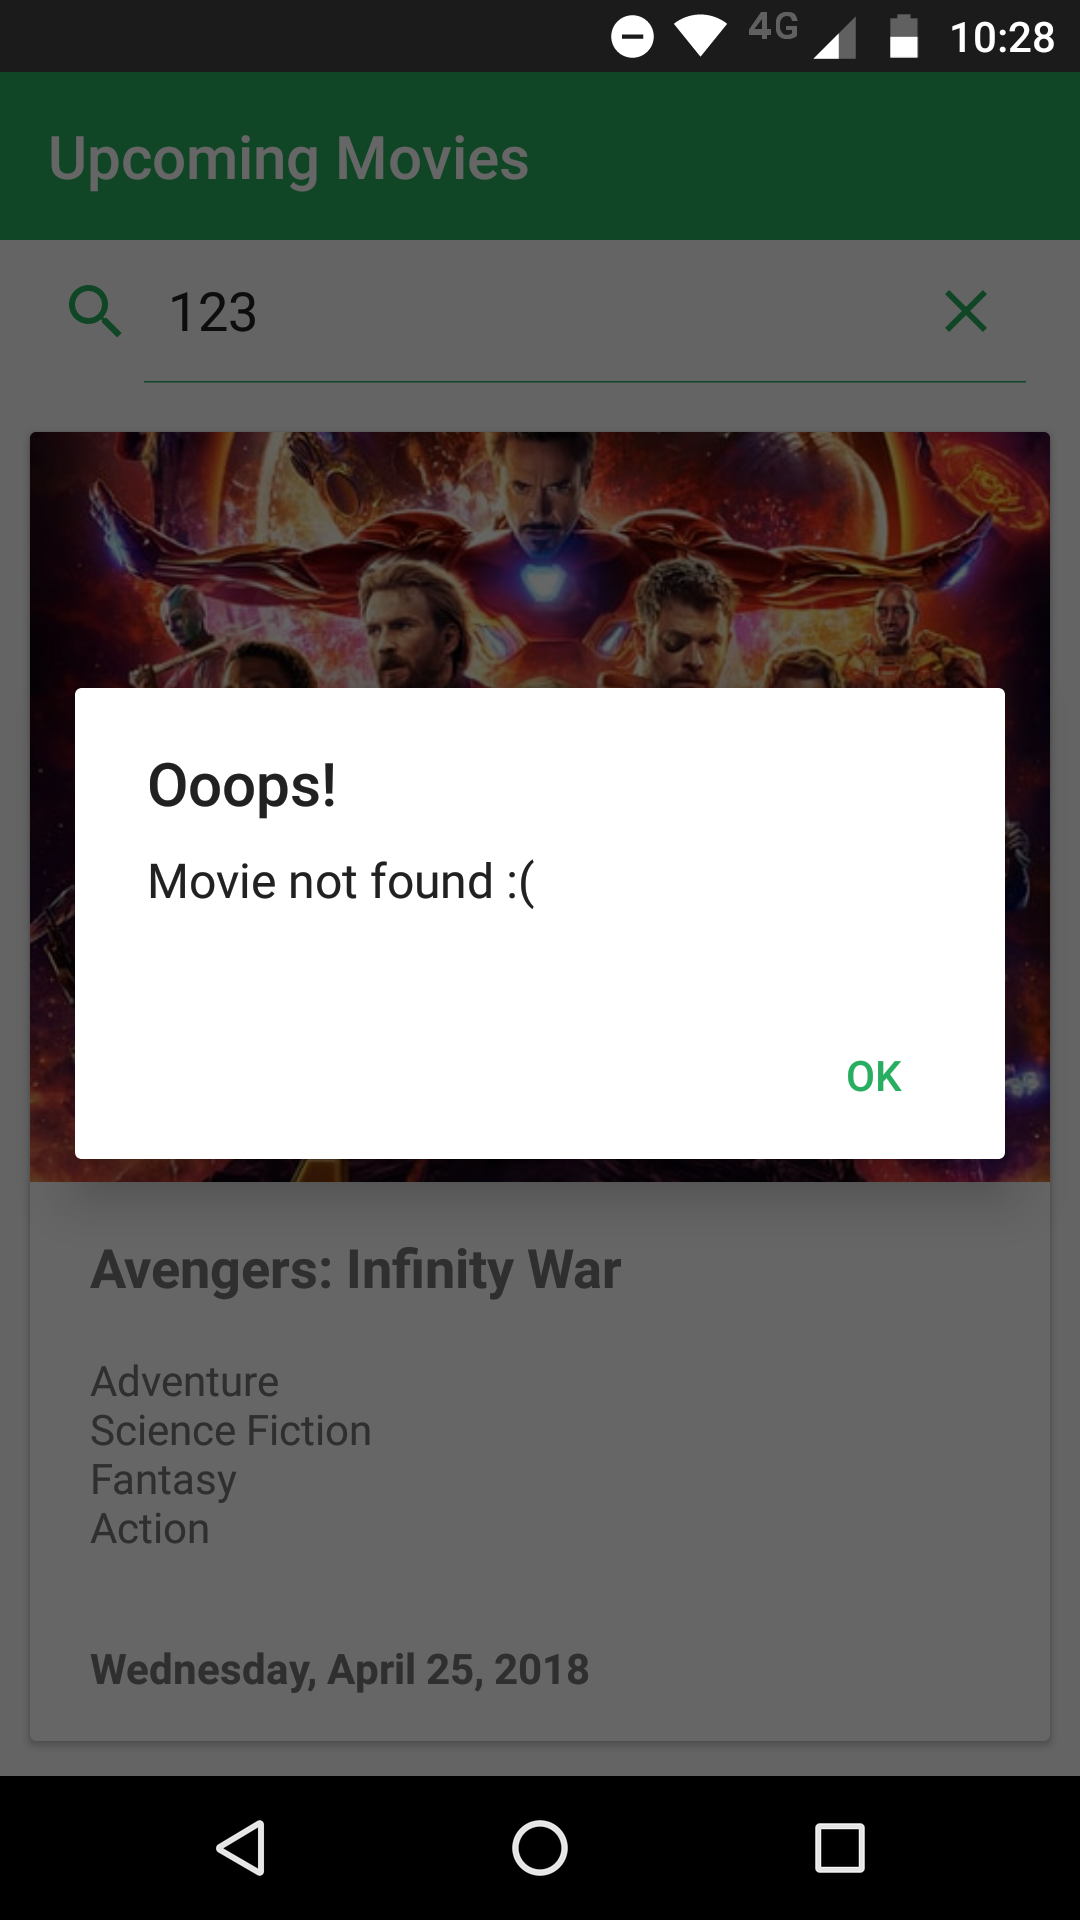 4G 10:28
Upcoming Movies
123
Ooops!
Movie not found :(
OK
Avengers: Infinity War
Adventure
Science Fiction
Fantasy
Action
Wednesday, April 25, 2018